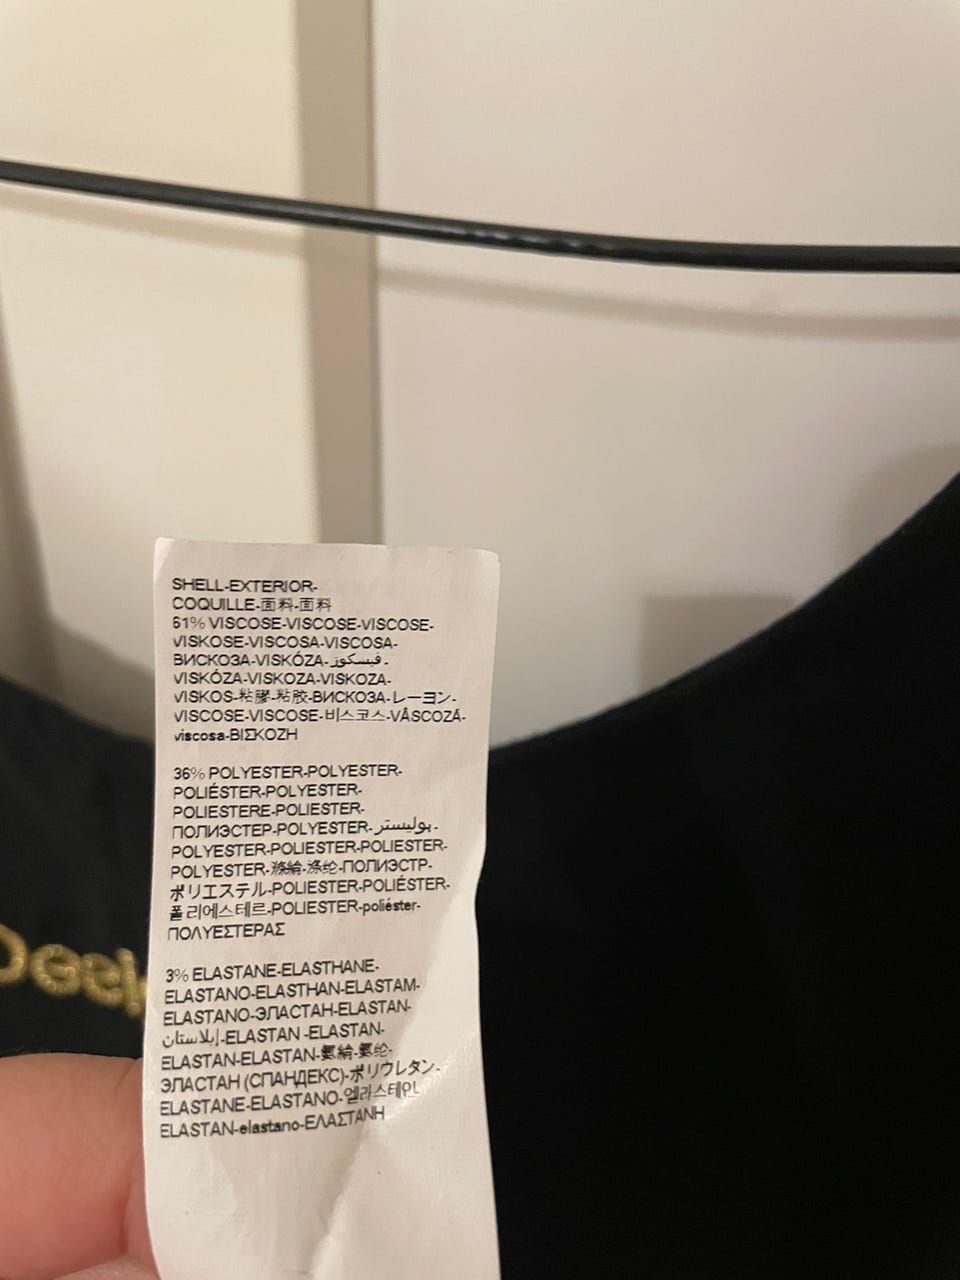 SHELL-EXTERIOR-
COQUILLE-面料-面料
61% VISCOSE-VISCOSE-VISCOSE-
VISKOSE-VISCOSA-VISCOSA-
ВИСКОЗА-VISKÓZA-فيسكوز-
VISKÓZA-VISKOZA-VISKOZA-
VISKOS-粘膠-粘胶-ВИСКОЗА-レーヨン-
VISCOSE-VISCOSE-비스코스-VÂSCOZĂ-
viscosa-ΒΙΣΚΟΖΗ
36% POLYESTER-POLYESTER-
POLIÉSTER-POLYESTER-
POLIESTERE-POLIESTER-
ПОЛИЭСТЕР-POLYESTER-بوليستر-
POLYESTER-POLIESTER-POLIESTER-
POLYESTER-滌綸-涤纶-ПОЛИЭСТР-
ポリエステル-POLIESTER-POLIÉSTER-
폴리에스테르-POLIESTER-poliéster-
ΠΟΛΥΕΣΤΕΡΑΣ
3% ELASTANE-ELASTHANE-
ELASTANO-ELASTHAN-ELASTAM-
ELASTANO-ЭЛАСТАН-ELASTAN-
إيلاستان-ELASTAN -ELASTAN-
ELASTAN-ELASTAN-氨綸-氨纶-
ЭЛАСТАН (СПАНДЕКС)-ポリウレタン-
ELASTANE-ELASTANO-엘라스테인-
ELASTAN-elastano-ΕΛΑΣΤΑΝΗ